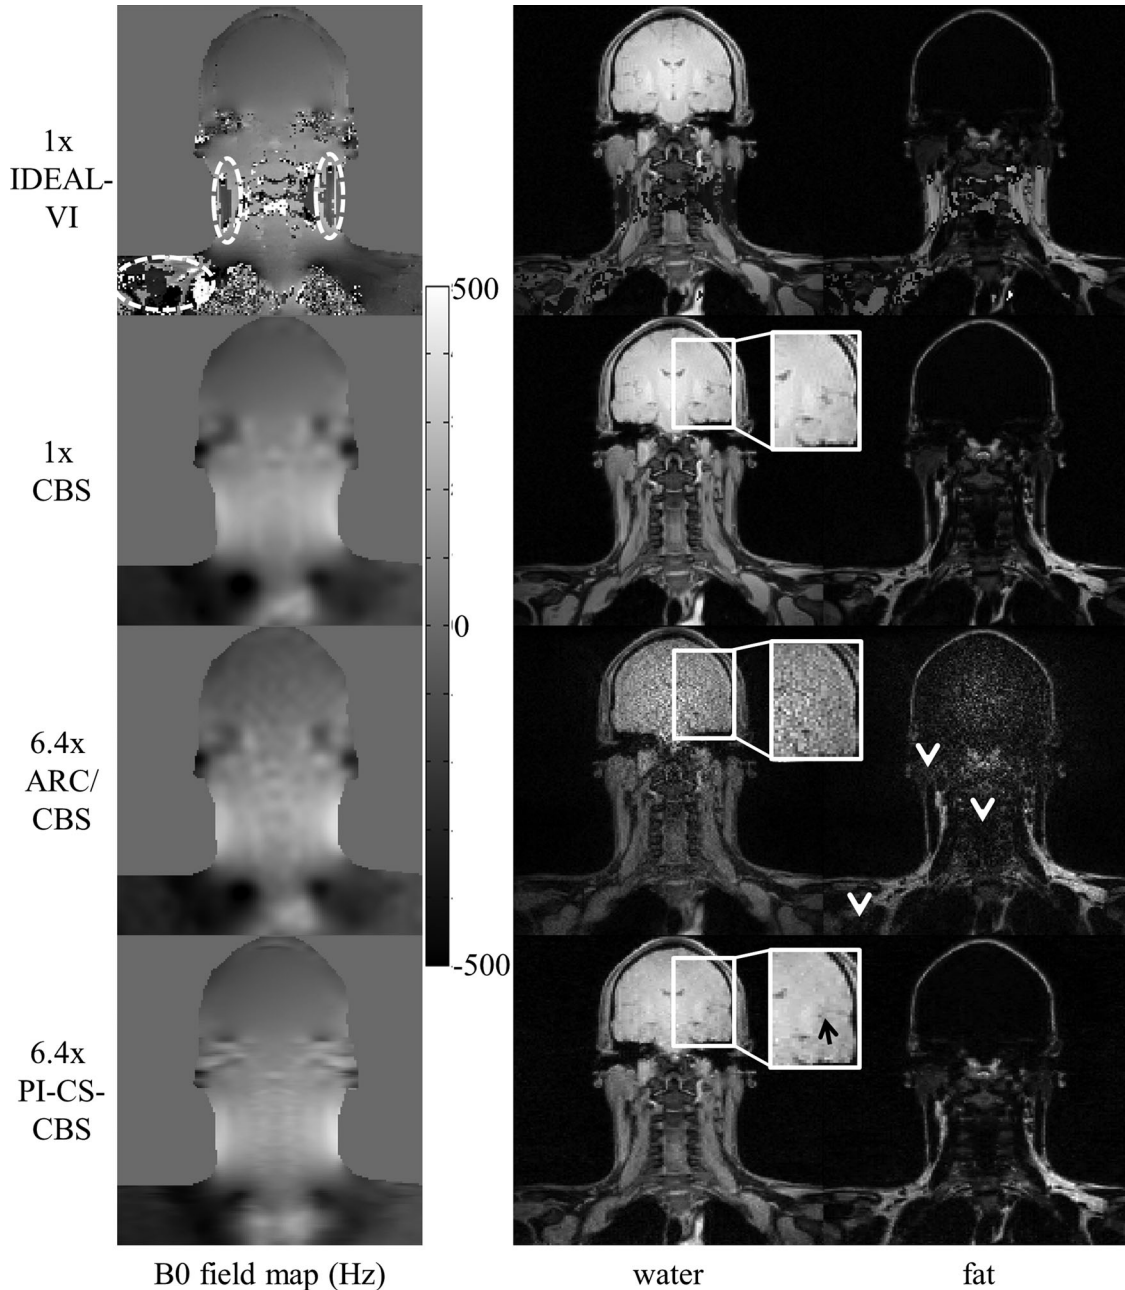 1x
IDEAL-
VI
500
1x
CBS
0
6.4x
ARC/
CBS
-500
6.4x
PI-CS-
CBS
B0 field map (Hz)
water
fat